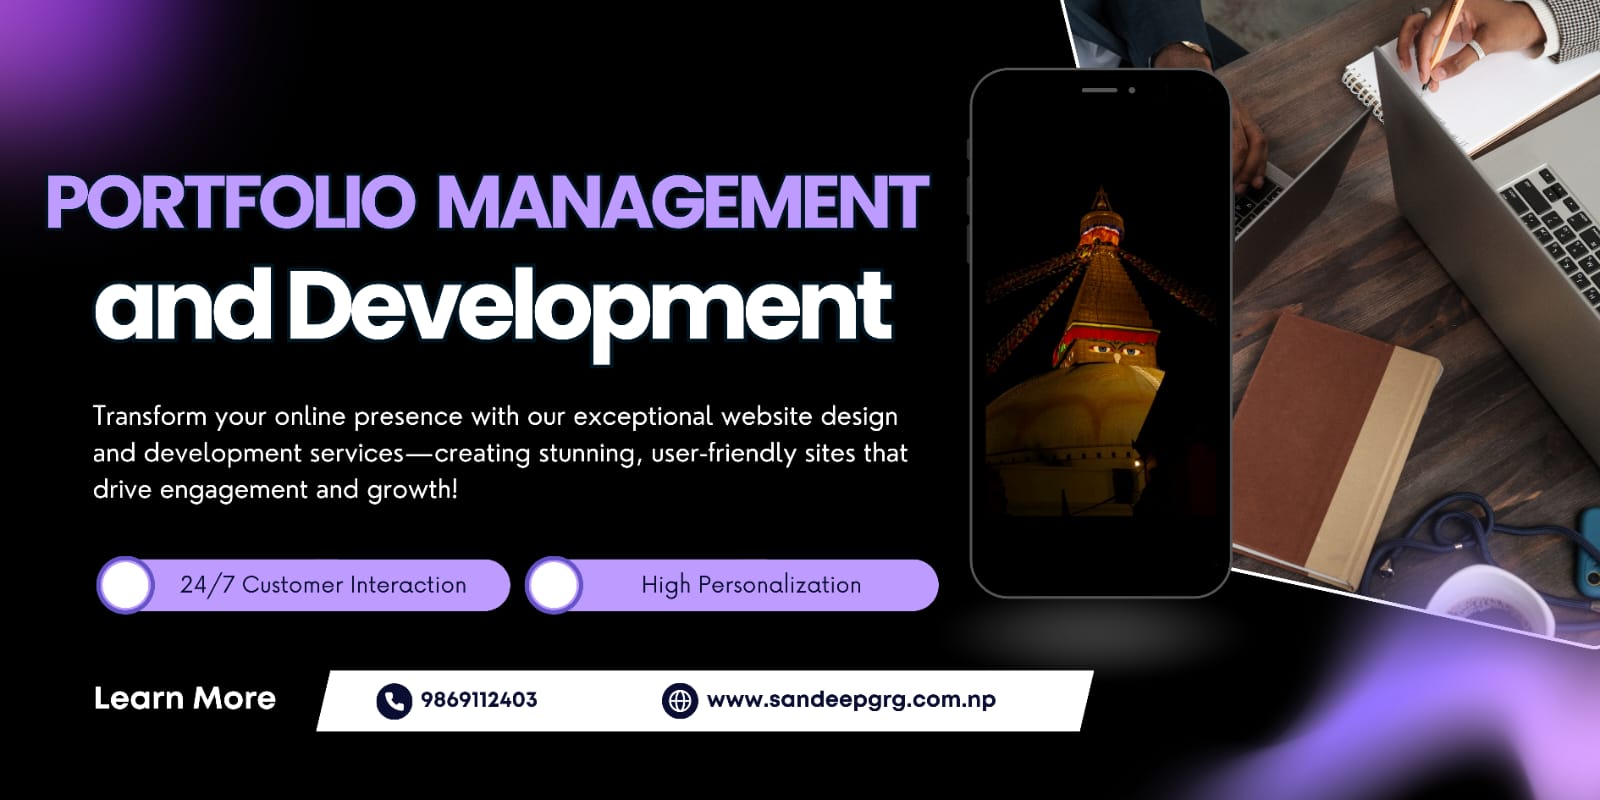 PORTFOLIO MANAGEMENT
and Development
Transform your online presence with our exceptional website design
and development services—creating stunning, user-friendly sites that
drive engagement and growth!
24/7 Customer Interaction
High Personalization
Learn More
9869112403
www.sandeepgrg.com.np